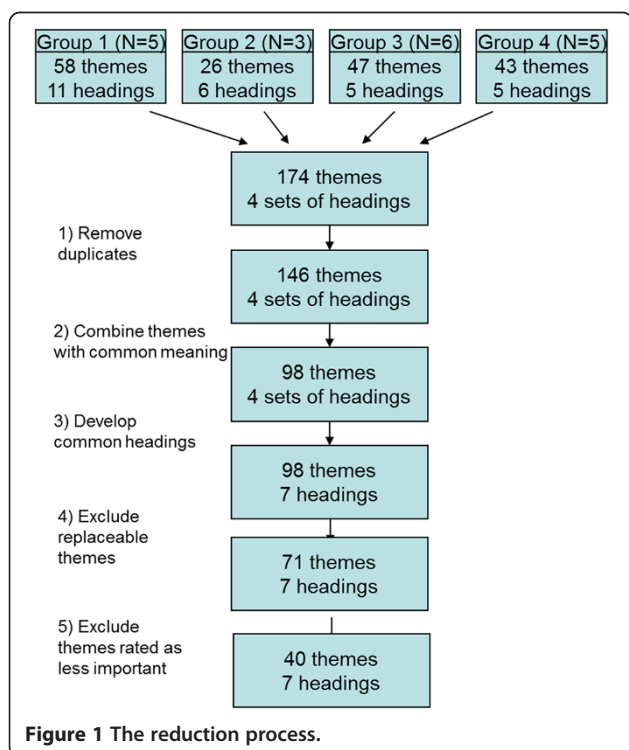 Group 1 (N=5)
58 themes
11 headings
Group 2 (N=3)
26 themes
6 headings
Group 3 (N=6)
47 themes
5 headings
Group 4 (N=5)
43 themes
5 headings
174 themes
4 sets of headings
1) Remove
duplicates
146 themes
4 sets of headings
2) Combine themes
with common meaning
98 themes
4 sets of headings
3) Develop
common headings
98 themes
7 headings
4) Exclude
replaceable
themes
71 themes
7 headings
5) Exclude
themes rated as
less important
40 themes
7 headings
Figure 1 The reduction process.